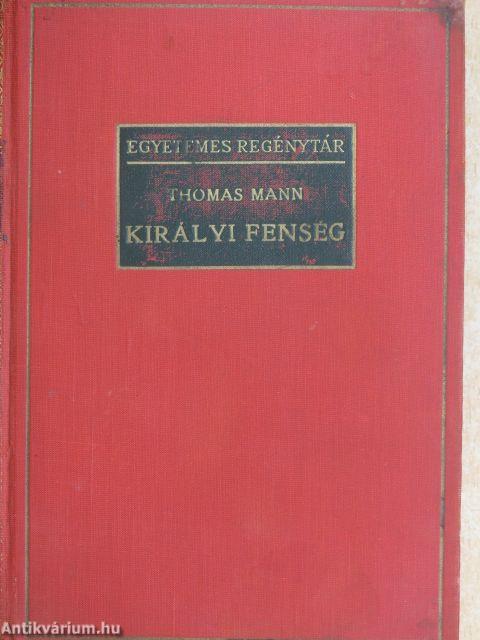 EGYETEMES REGÉNYTÁR
THOMAS MANN
KIRÁLYI FENSÉG
Antikvárium.hu